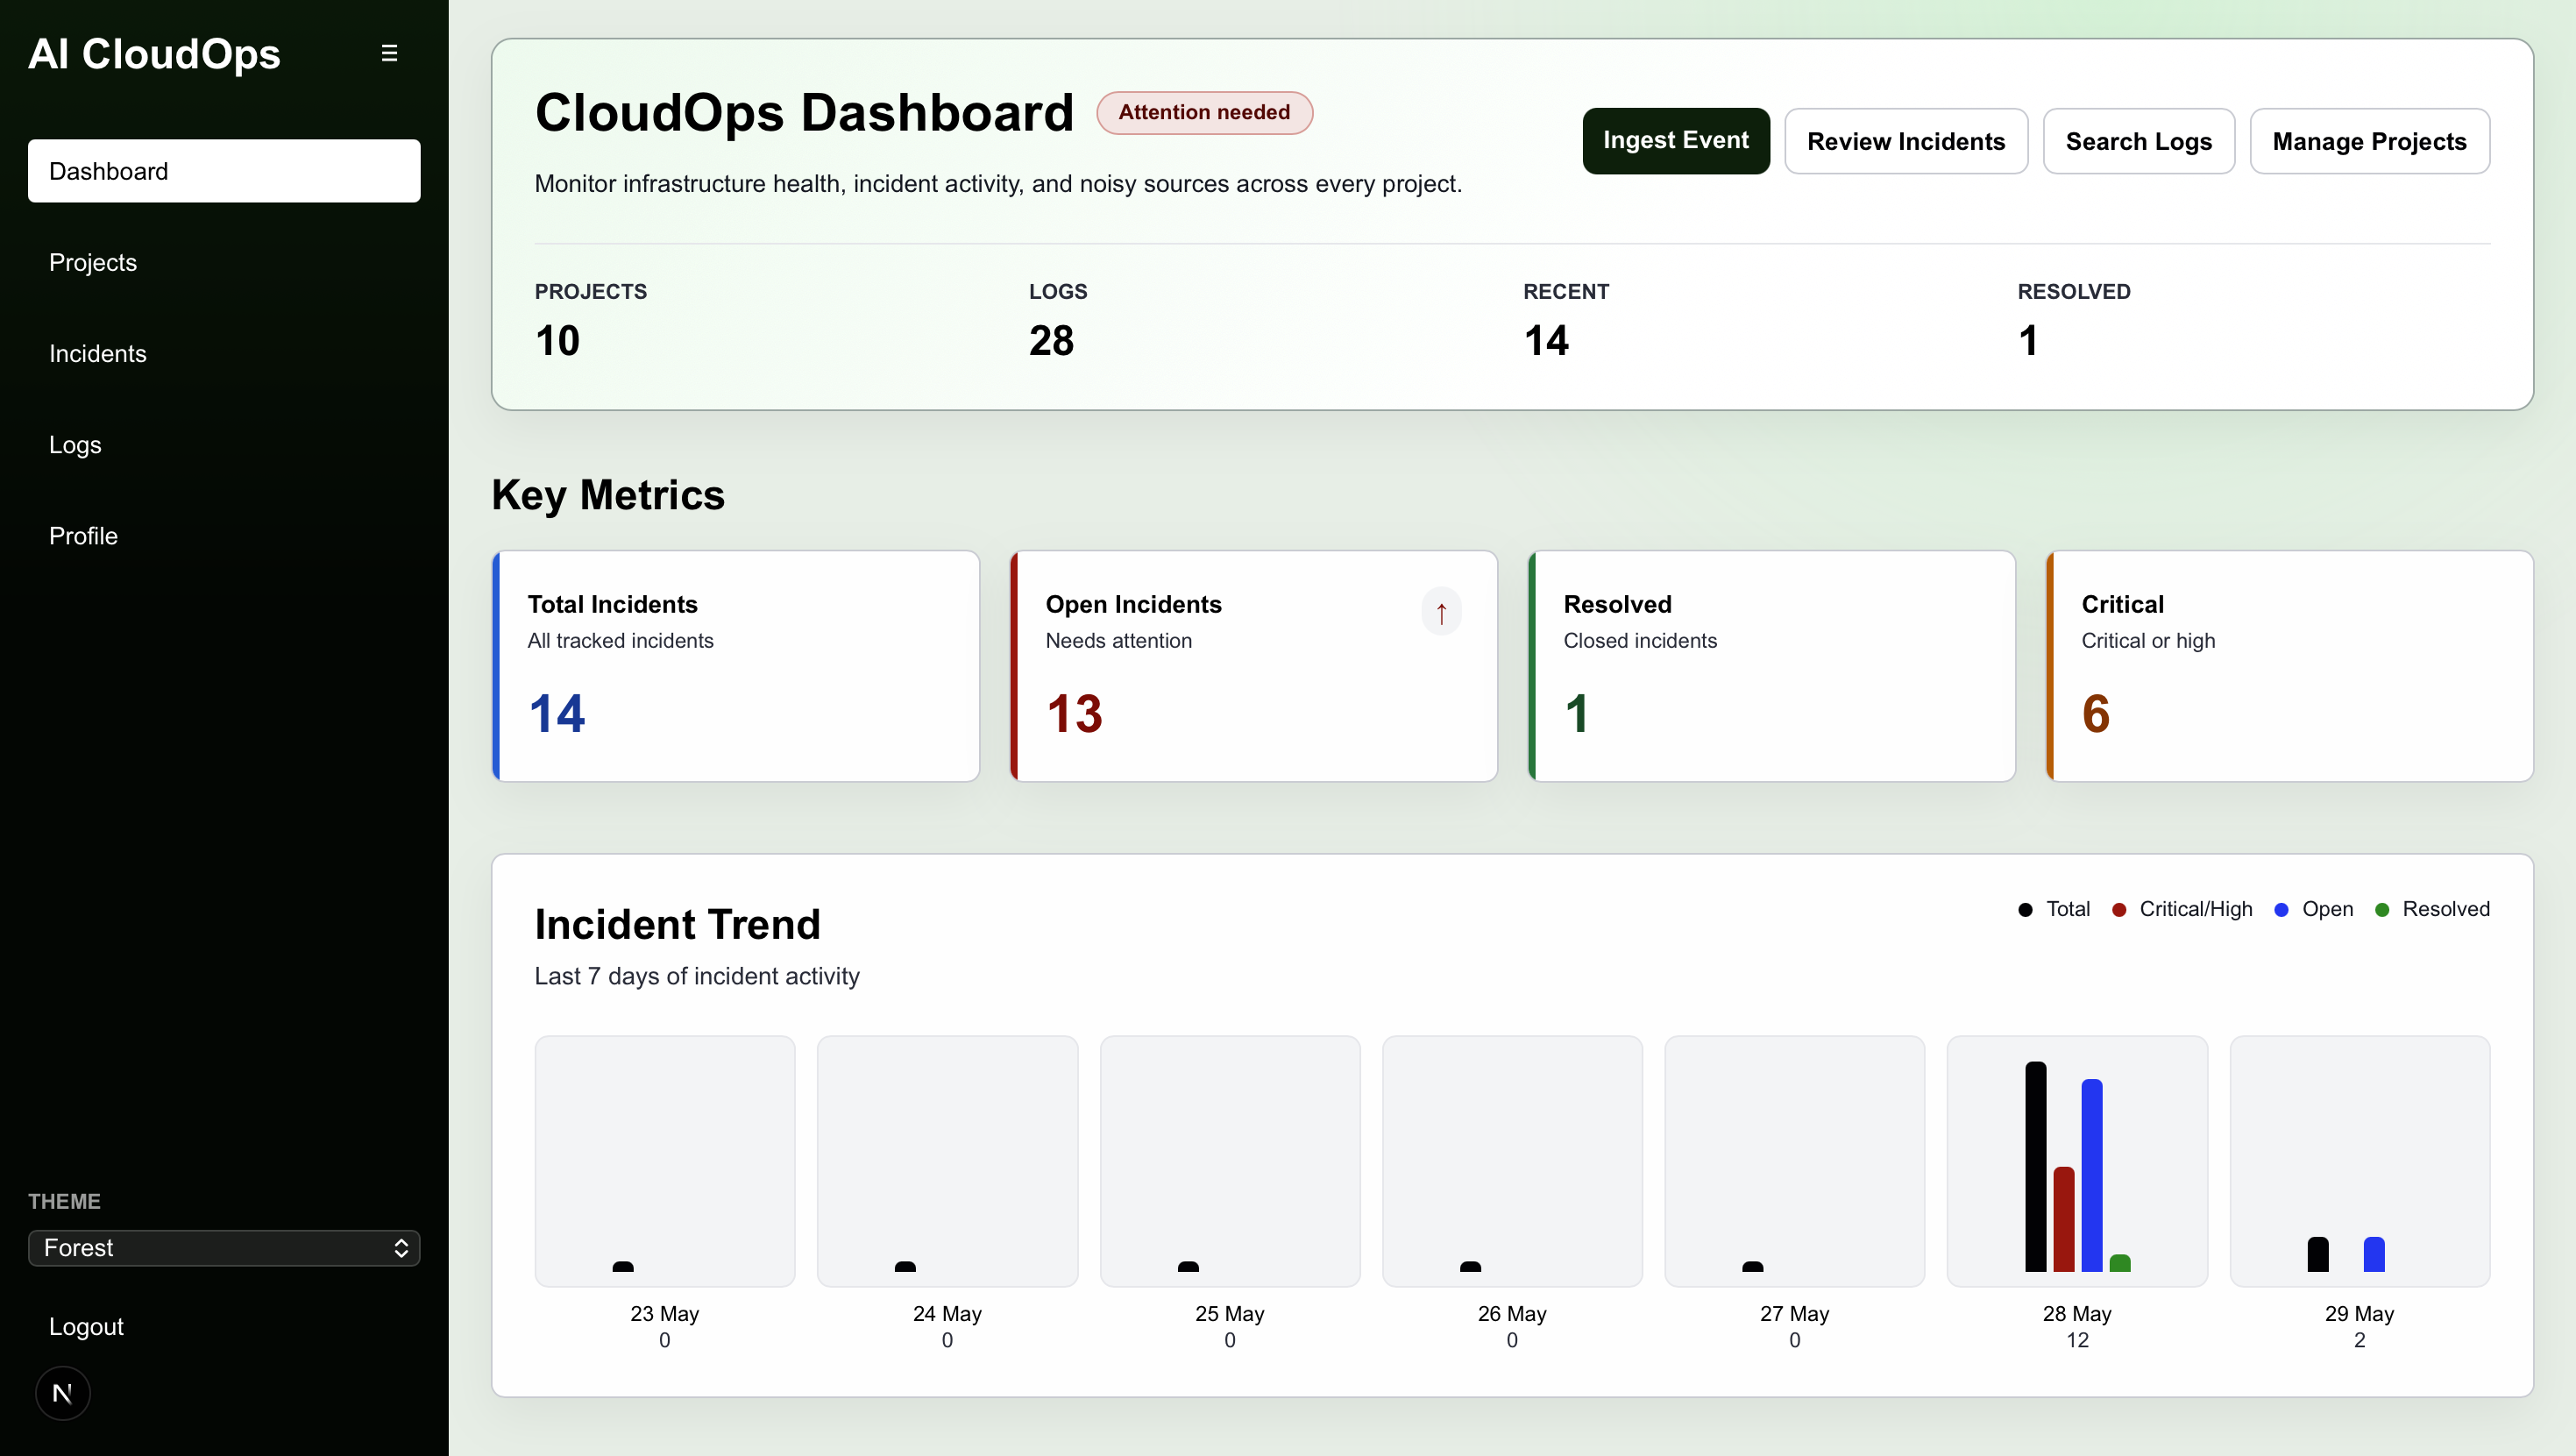 AI CloudOps
Dashboard
Projects
Incidents
Logs
Profile
THEME
Forest
Logout
N
CloudOps Dashboard
Attention needed
Monitor infrastructure health, incident activity, and noisy sources across every project.
Ingest Event
Review Incidents
Search Logs
Manage Projects
PROJECTS
10
LOGS
28
RECENT
14
RESOLVED
1
Key Metrics
Total Incidents
All tracked incidents
14
Open Incidents
Needs attention
↑
13
Resolved
Closed incidents
1
Critical
Critical or high
6
Incident Trend
Last 7 days of incident activity
Total
Critical/High
Open
Resolved
23 May
0
24 May
0
25 May
0
26 May
0
27 May
0
28 May
12
29 May
2